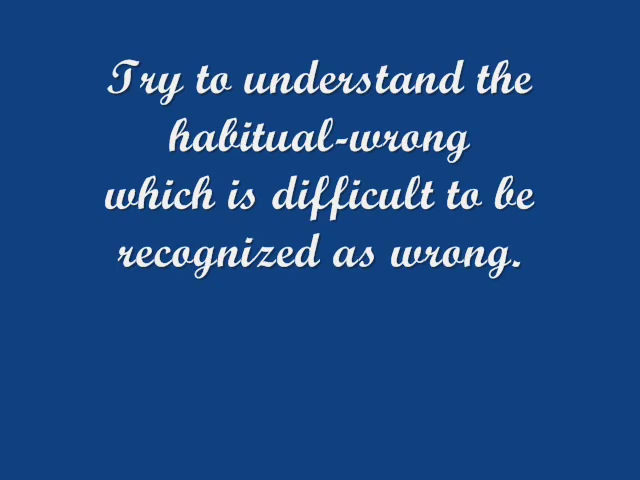 Try to understand the
habitual-wrong
which is difficult to be
recognized as wrong.